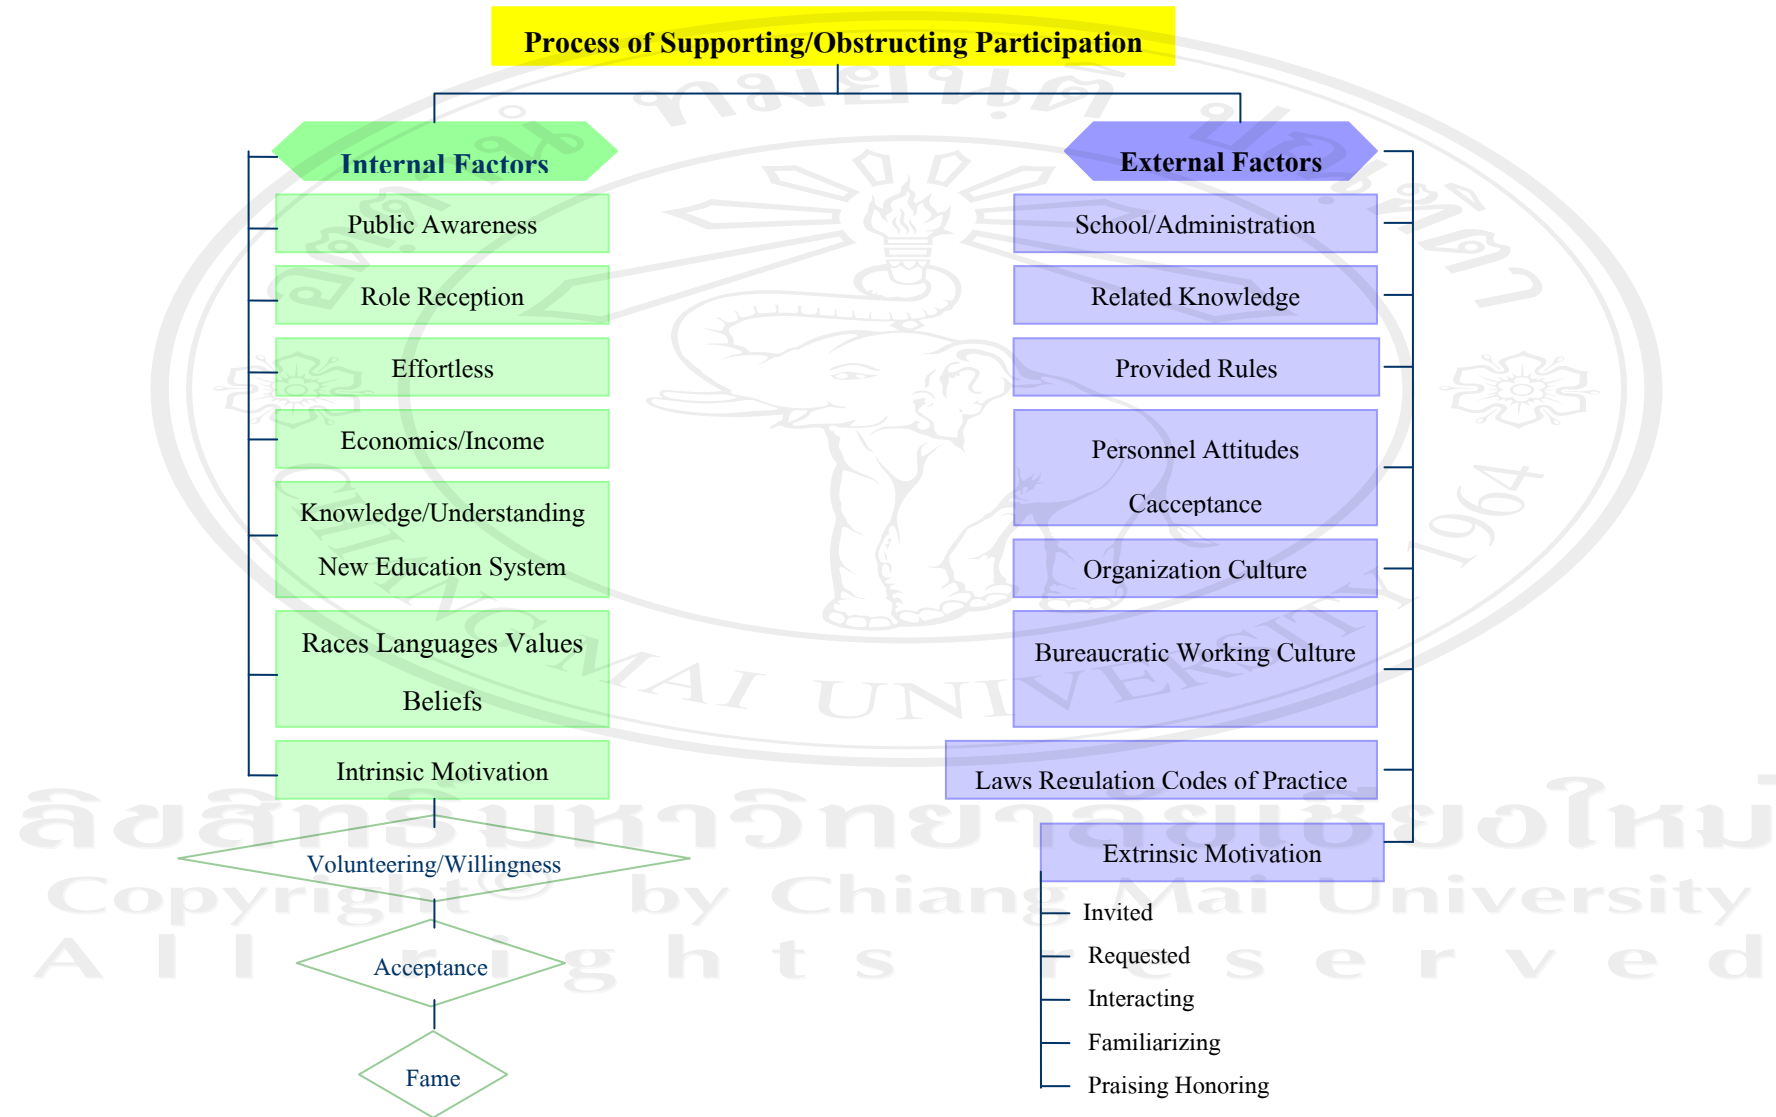 Process of Supporting/Obstructing Participation
Internal Factors
Public Awareness
Role Reception
Effortless
Economics/Income
Knowledge/Understanding
New Education System
Races Languages Values
Beliefs
Intrinsic Motivation
Volunteering/Willingness
Acceptance
Fame
External Factors
School/Administration
Related Knowledge
Provided Rules
Personnel Attitudes
Cacceptance
Organization Culture
Bureaucratic Working Culture
Laws Regulation Codes of Practice
Extrinsic Motivation
Invited
Requested
Interacting
Familiarizing
Praising Honoring
CHIANG MAI UNIVERSITY 1964
ลิขสิทธิ์มหาวิทยาลัยเชียงใหม่
Copyright© by Chiang Mai University
All rights reserved